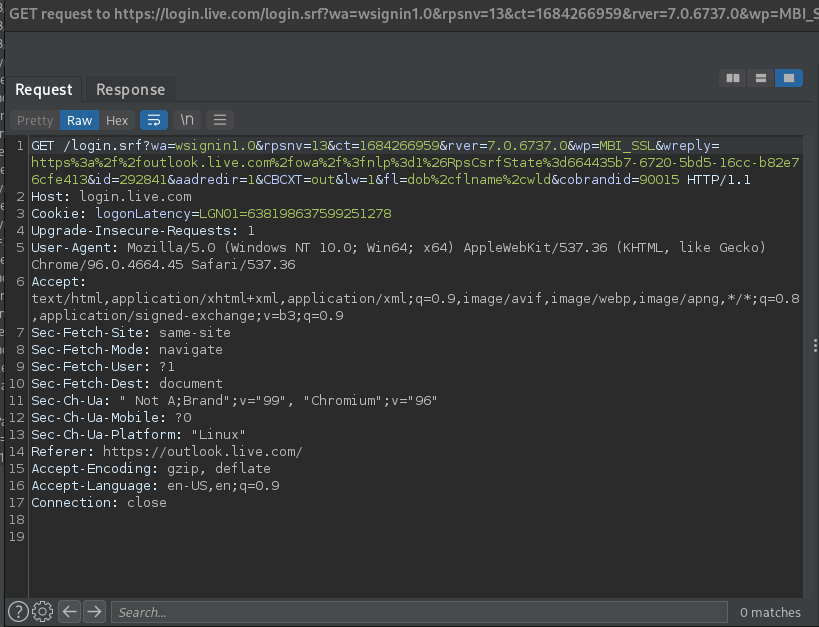 GET request to https://login.live.com/login.srf?wa=wsignin1.0&rpsnv=13&ct=1684266959&rver=7.0.6737.0&wp=MBI_S
Request Response
Pretty Raw Hex \n
1 GET /login.srf?wa=wsignin1.0&rpsnv=13&ct=1684266959&rver=7.0.6737.0&wp=MBI_SSL&wreply=
https%3a%2f%2foutlook.live.com%2fowa%2f%3fnlp%3d1%26RpsCsrfState%3d664435b7-6720-5bd5-16cc-b82e7
6cfe413&id=292841&aadredir=1&CBCXT=out&lw=1&fl=dob%2cflname%2cwld&cobrandid=90015 HTTP/1.1
2 Host: login.live.com
3 Cookie: logonLatency=LGN01=638198637599251278
4 Upgrade-Insecure-Requests: 1
5 User-Agent: Mozilla/5.0 (Windows NT 10.0; Win64; x64) AppleWebKit/537.36 (KHTML, like Gecko)
Chrome/96.0.4664.45 Safari/537.36
6 Accept:
text/html,application/xhtml+xml,application/xml;q=0.9,image/avif,image/webp,image/apng,*/*;q=0.8
,application/signed-exchange;v=b3;q=0.9
7 Sec-Fetch-Site: same-site
8 Sec-Fetch-Mode: navigate
9 Sec-Fetch-User: ?1
10 Sec-Fetch-Dest: document
11 Sec-Ch-Ua: " Not A;Brand";v="99", "Chromium";v="96"
12 Sec-Ch-Ua-Mobile: ?0
13 Sec-Ch-Ua-Platform: "Linux"
14 Referer: https://outlook.live.com/
15 Accept-Encoding: gzip, deflate
16 Accept-Language: en-US,en;q=0.9
17 Connection: close
18
19
Search... 0 matches